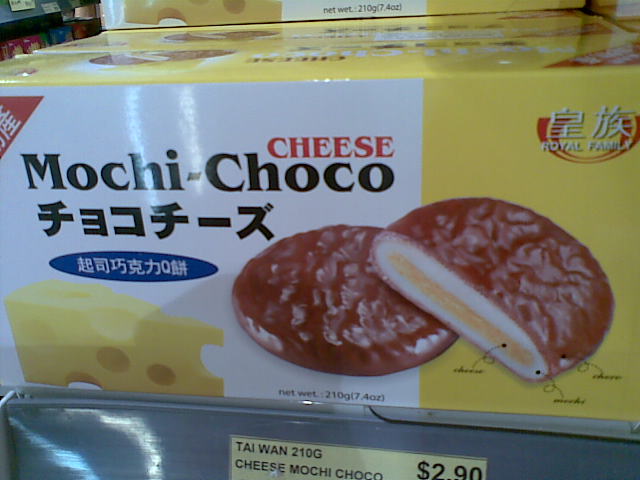 net wet.: 210g(7.4oz)
CHEESE
皇族
ROYAL FAMILY
產
CHEESE
Mochi-Choco
チョコチーズ
起司巧克力Q餅
cheese
choco
mochi
net wet.: 210g(7.4oz)
TAI WAN 210G
CHEESE MOCHI CHOCO
$2.90